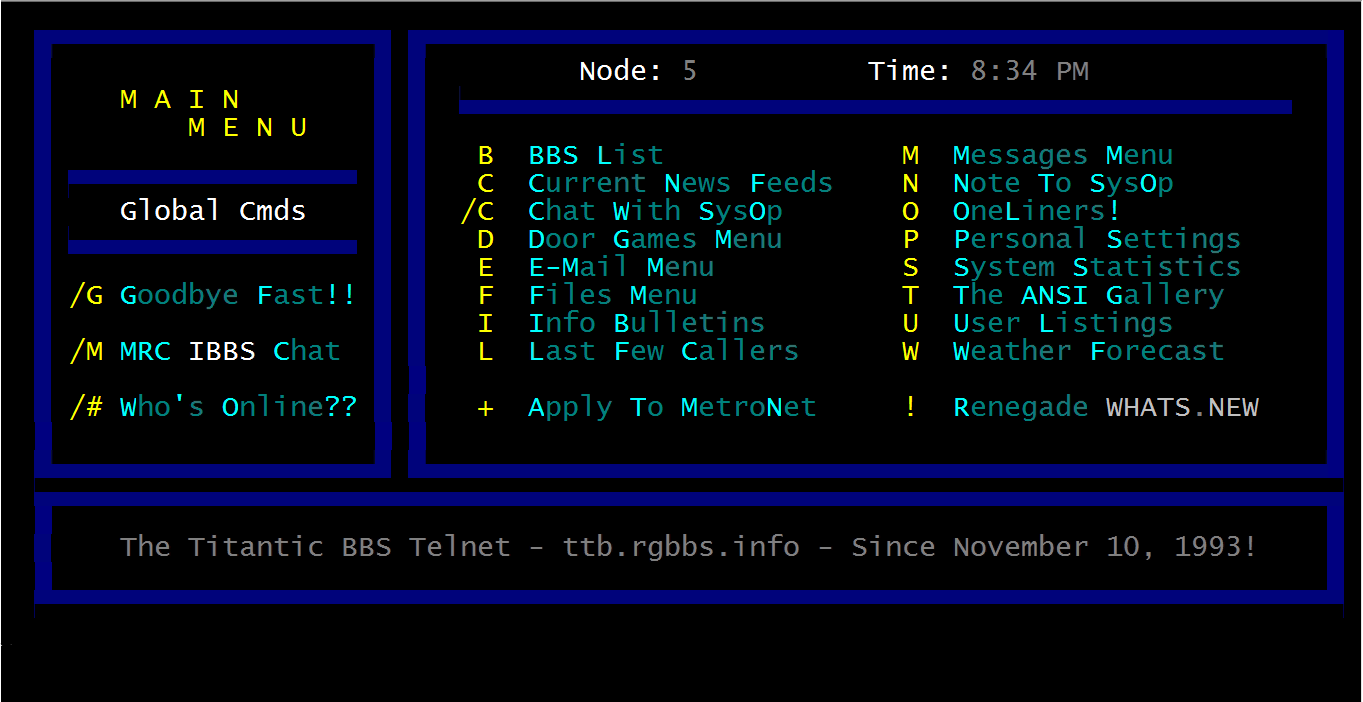 M A I N
M E N U
Global Cmds
/G Goodbye Fast!!
/M MRC IBBS Chat
/# Who's Online??
Node: 5 Time: 8:34 PM
B BBS List M Messages Menu
C Current News Feeds N Note To SysOp
/C Chat With SysOp O OneLiners!
D Door Games Menu P Personal Settings
E E-Mail Menu S System Statistics
F Files Menu T The ANSI Gallery
I Info Bulletins U User Listings
L Last Few Callers W Weather Forecast
+ Apply To MetroNet ! Renegade WHATS.NEW
The Titantic BBS Telnet - ttb.rgbbs.info - Since November 10, 1993!